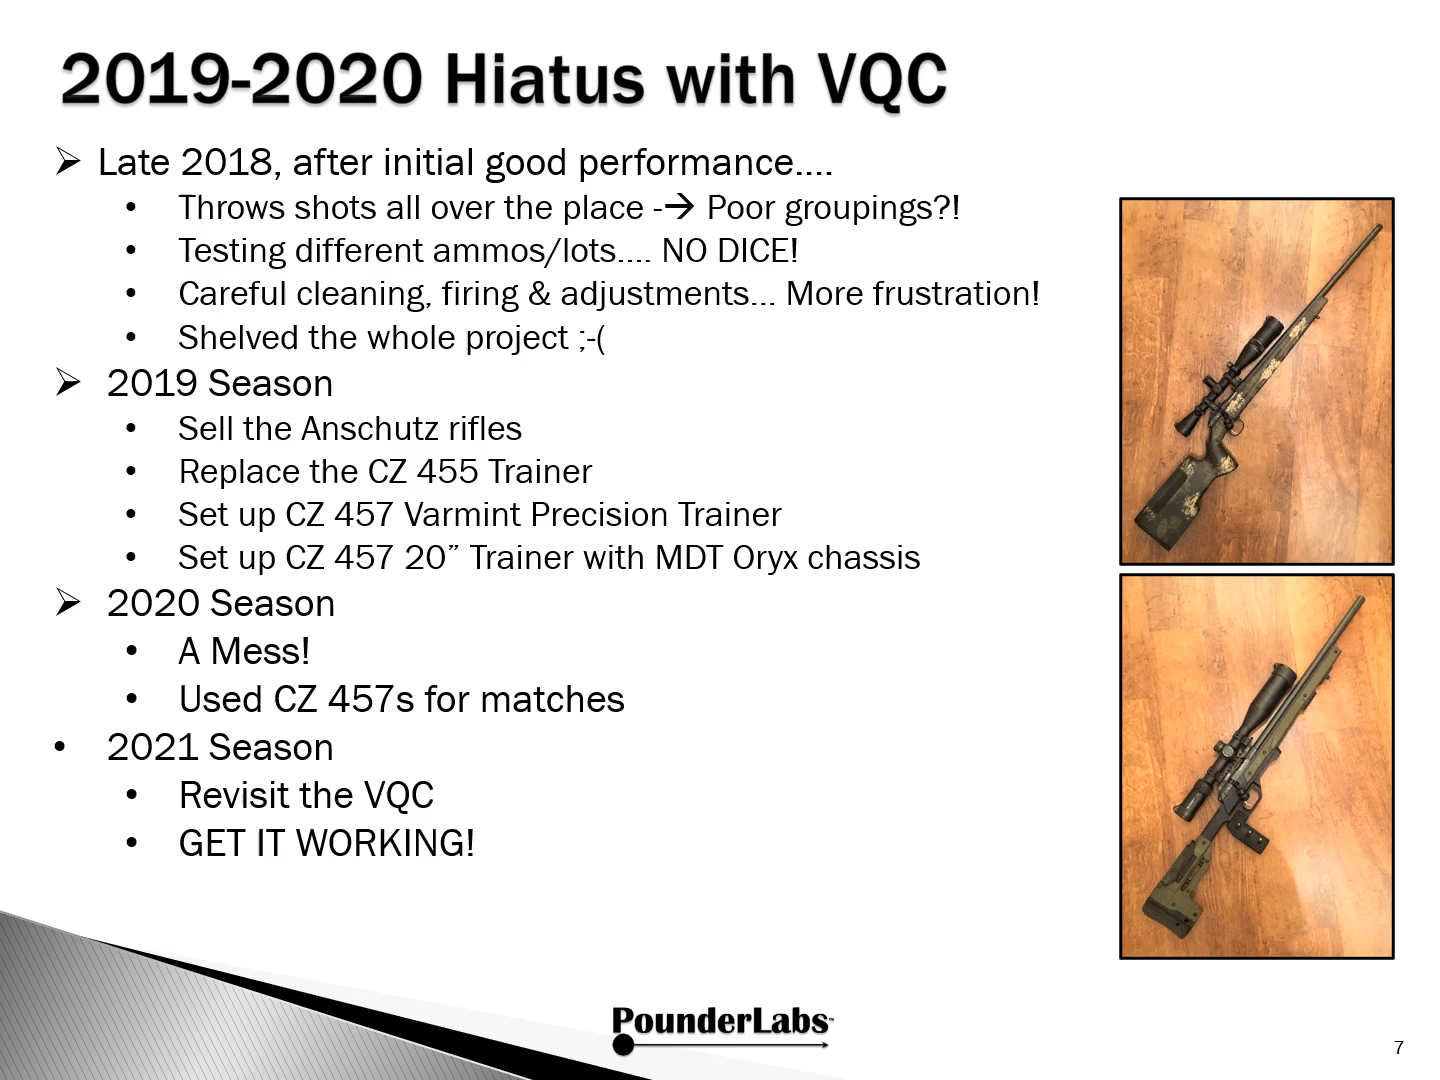 2019-2020 Hiatus with VQC
➢ Late 2018, after initial good performance....
• Throws shots all over the place -→ Poor groupings?!
• Testing different ammos/lots.... NO DICE!
• Careful cleaning, firing & adjustments... More frustration!
• Shelved the whole project ;-(
➢ 2019 Season
• Sell the Anschutz rifles
• Replace the CZ 455 Trainer
• Set up CZ 457 Varmint Precision Trainer
• Set up CZ 457 20” Trainer with MDT Oryx chassis
➢ 2020 Season
• A Mess!
• Used CZ 457s for matches
• 2021 Season
• Revisit the VQC
• GET IT WORKING!
PounderLabs™
7